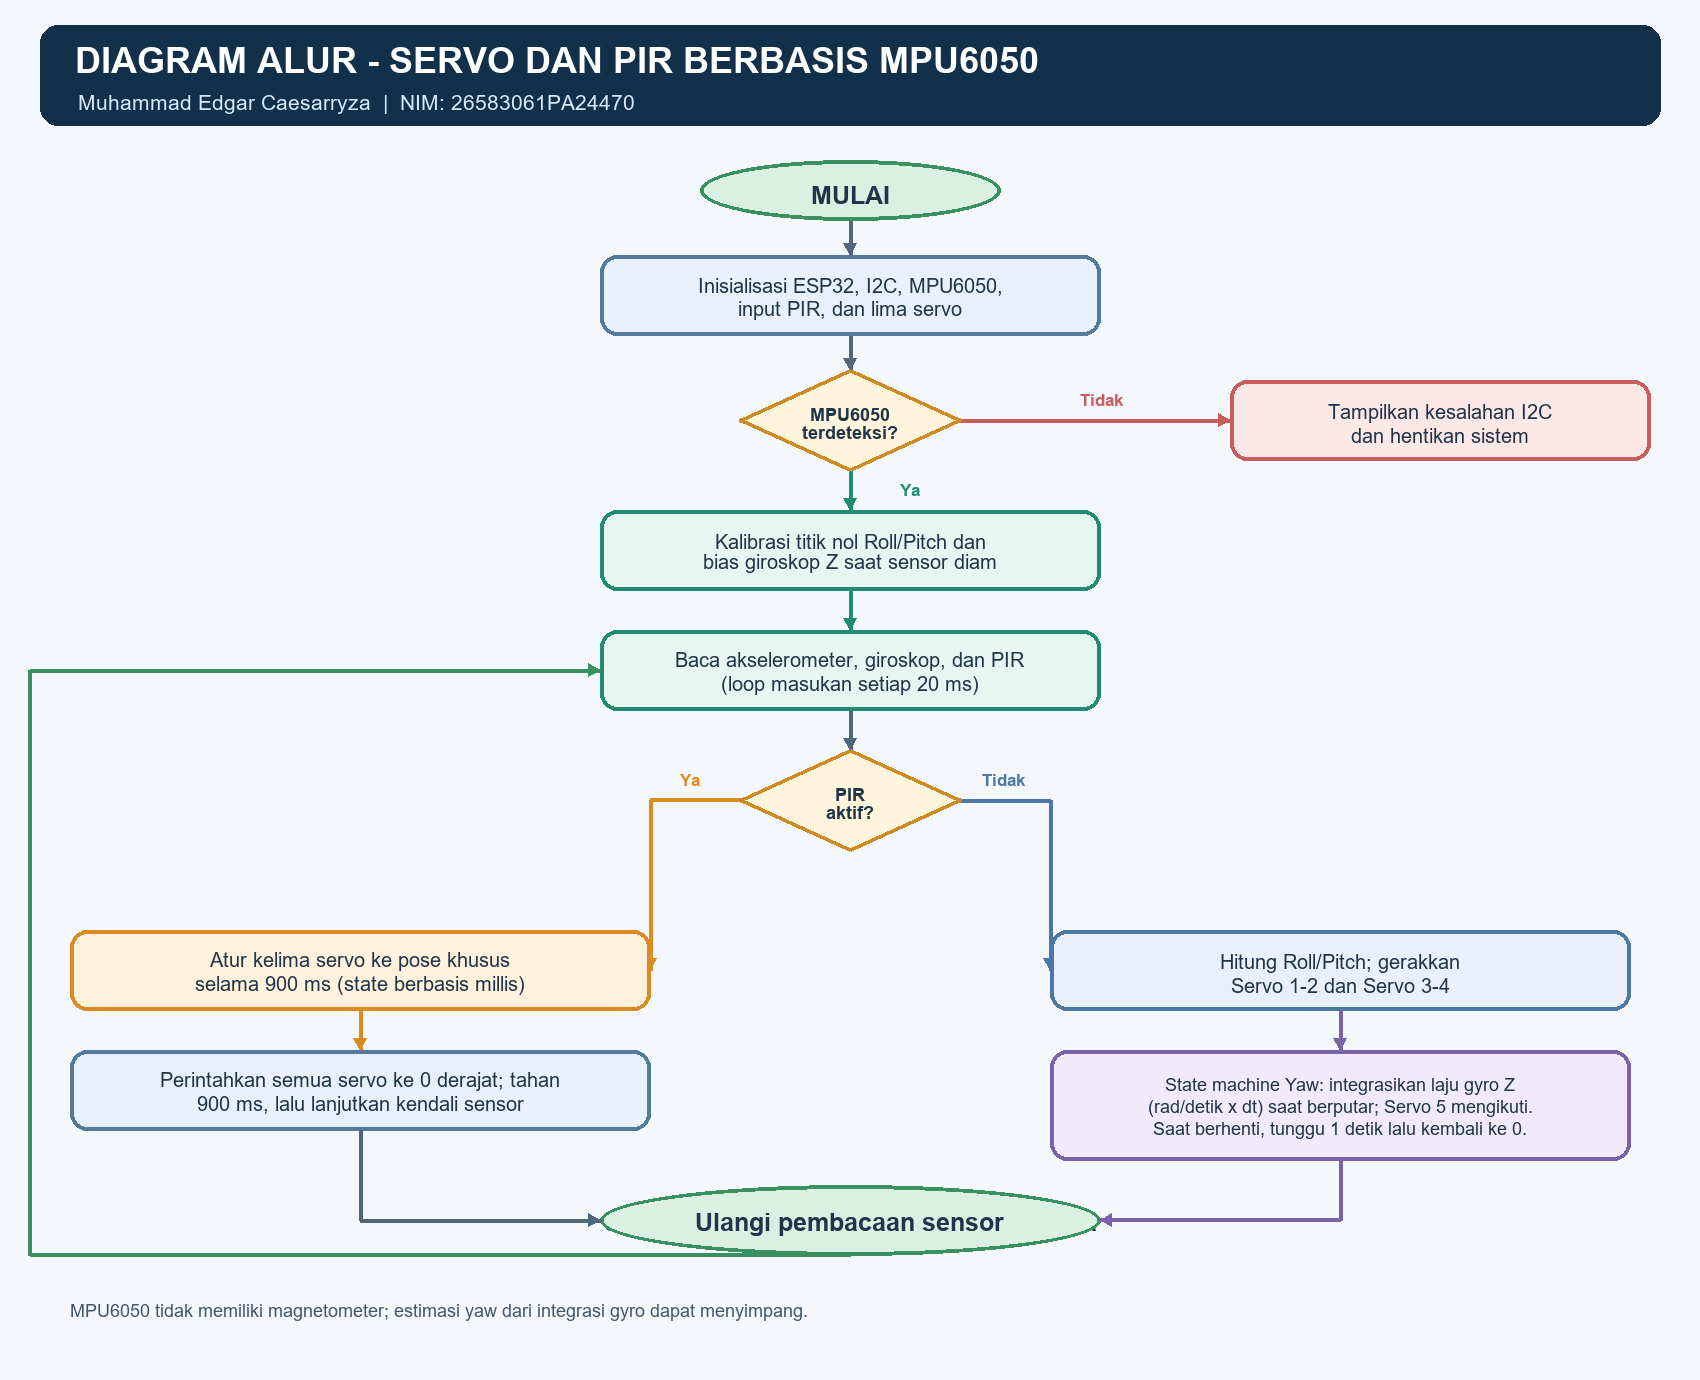 DIAGRAM ALUR - SERVO DAN PIR BERBASIS MPU6050
Muhammad Edgar Caesarryza | NIM: 26583061PA24470
MULAI
Inisialisasi ESP32, I2C, MPU6050,
input PIR, dan lima servo
MPU6050
terdeteksi?
Tidak
Tampilkan kesalahan I2C
dan hentikan sistem
Ya
Kalibrasi titik nol Roll/Pitch dan
bias giroskop Z saat sensor diam
Baca akselerometer, giroskop, dan PIR
(loop masukan setiap 20 ms)
PIR
aktif?
Ya
Tidak
Atur kelima servo ke pose khusus
selama 900 ms (state berbasis millis)
Perintahkan semua servo ke 0 derajat; tahan
900 ms, lalu lanjutkan kendali sensor
Hitung Roll/Pitch; gerakkan
Servo 1-2 dan Servo 3-4
State machine Yaw: integrasikan laju gyro Z
(rad/detik x dt) saat berputar; Servo 5 mengikuti.
Saat berhenti, tunggu 1 detik lalu kembali ke 0.
Ulangi pembacaan sensor
MPU6050 tidak memiliki magnetometer; estimasi yaw dari integrasi gyro dapat menyimpang.